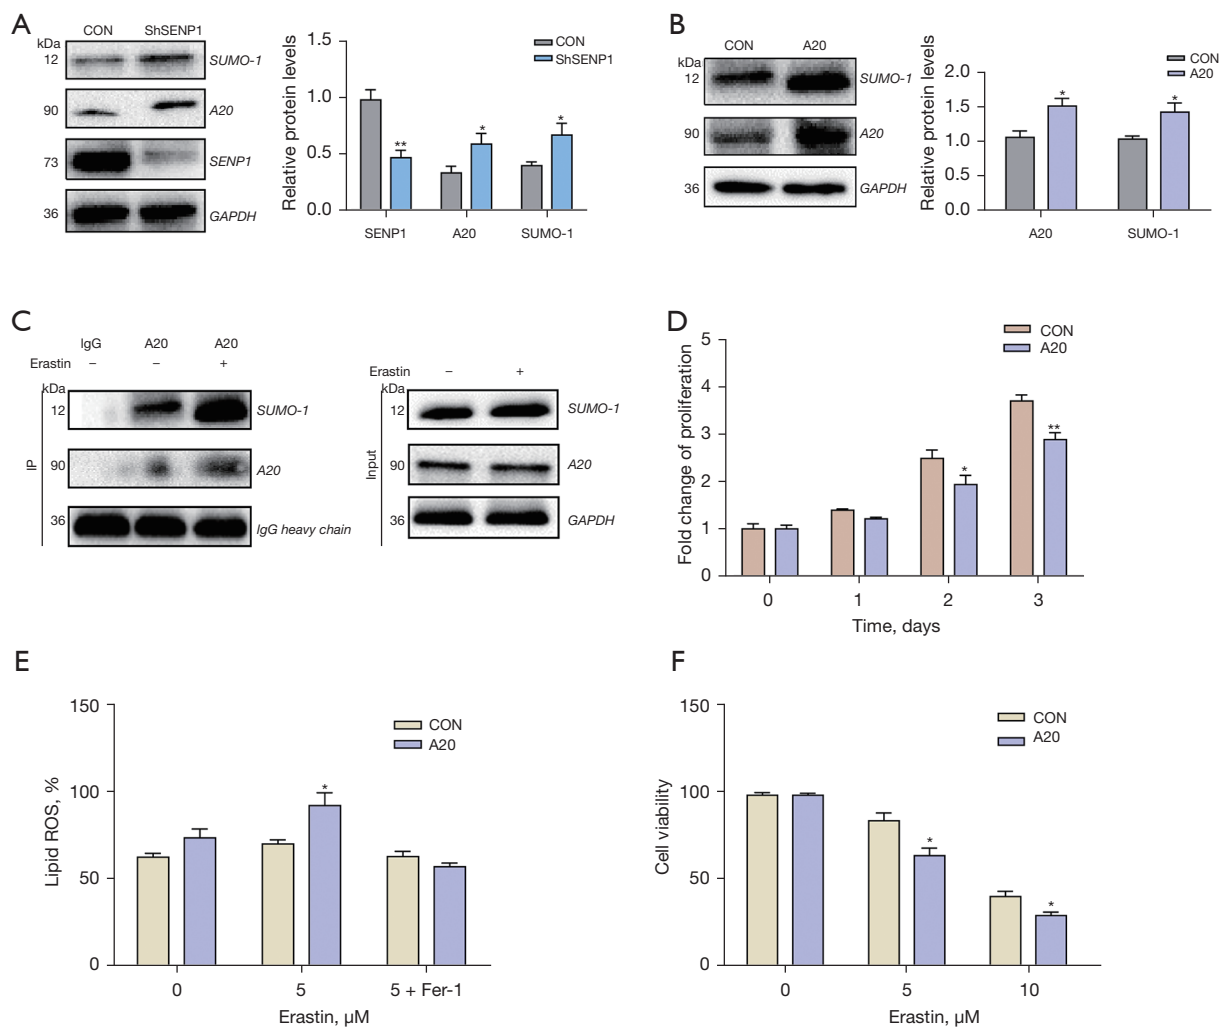 A
CON ShSENP1
kDa
12 SUMO-1
90 A20
73 SENP1
36 GAPDH
Relative protein levels
1.5
1.0
0.5
0.0
CON
ShSENP1
** * *
SENP1 A20 SUMO-1
B
CON A20
kDa
12 SUMO-1
90 A20
36 GAPDH
Relative protein levels
2.0
1.5
1.0
0.5
0.0
CON
A20
* *
A20 SUMO-1
C
IgG A20 A20
Erastin – – +
kDa
12 SUMO-1
90 A20
36 IgG heavy chain
IP
Erastin – +
kDa
12 SUMO-1
90 A20
36 GAPDH
Input
D
Fold change of proliferation
5
4
3
2
1
0
CON
A20
* **
0 1 2 3
Time, days
E
Lipid ROS, %
150
100
50
0
CON
A20
*
0 5 5 + Fer-1
Erastin, μM
F
Cell viability
150
100
50
0
CON
A20
* *
0 5 10
Erastin, μM